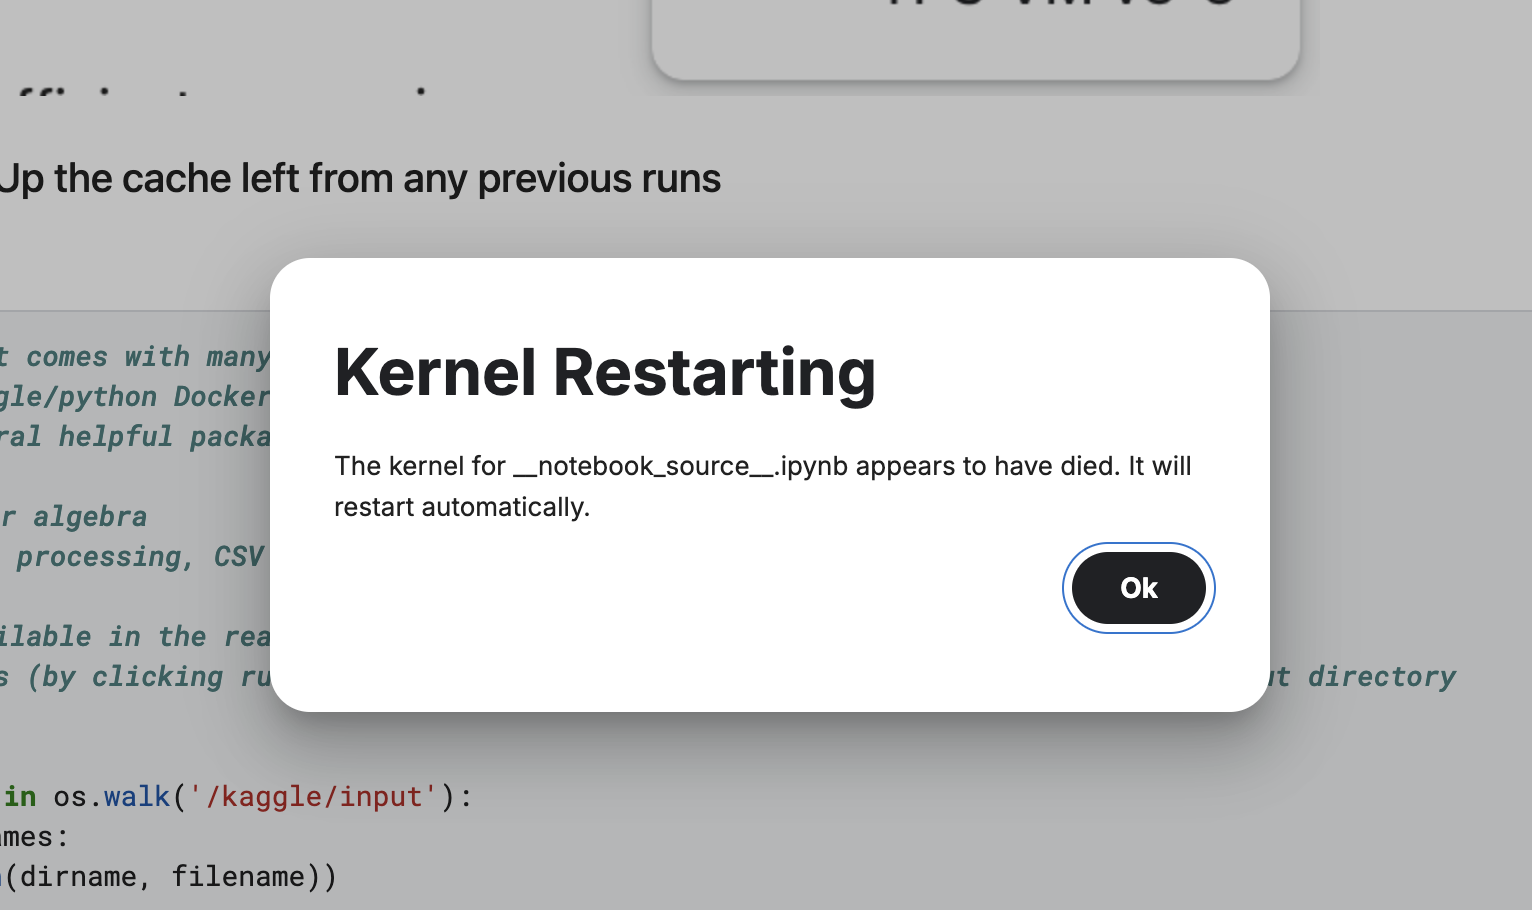 Up the cache left from any previous runs
Kernel Restarting
The kernel for __notebook_source__.ipynb appears to have died. It will
restart automatically.
Ok
t comes with many
gle/python Docker
ral helpful packa
r algebra
processing, CSV
ilable in the rea
s (by clicking ru
ut directory
in os.walk('/kaggle/input'):
ames:
(dirname, filename))